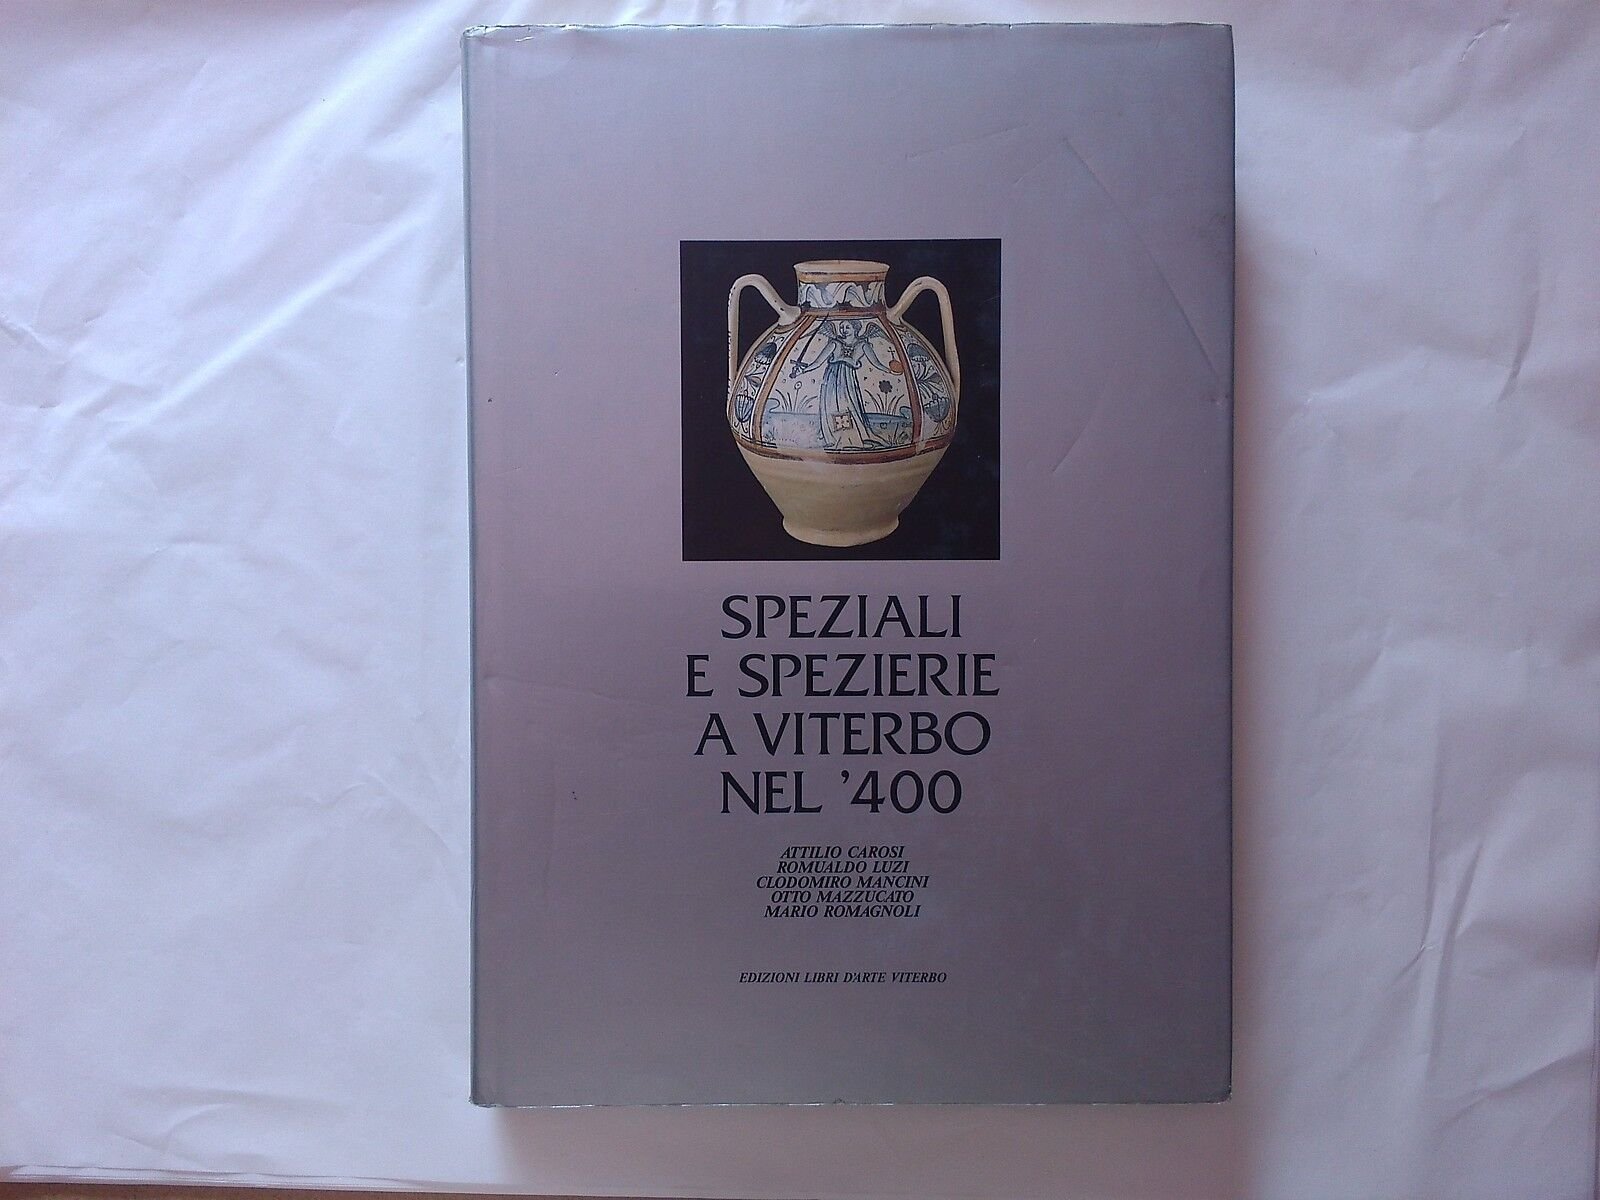 SPEZIALI
E SPEZIERIE
A VITERBO
NEL '400
ATTILIO CAROSI
ROMUALDO LUZI
CLODOMIRO MANCINI
OTTO MAZZUCATO
MARIO ROMAGNOLI
EDIZIONI LIBRI D'ARTE VITERBO